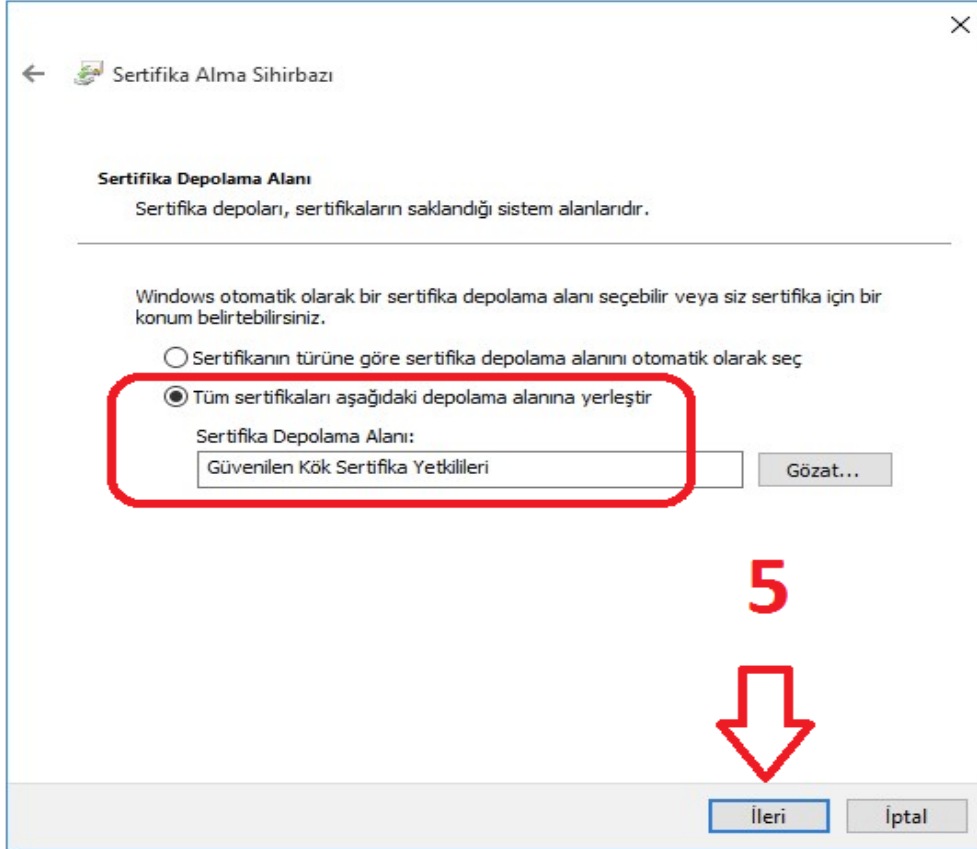 Sertifika Alma Sihirbazı
Sertifika Depolama Alanı
Sertifika depoları, sertifikaların saklandığı sistem alanlarıdır.
Windows otomatik olarak bir sertifika depolama alanı seçebilir veya siz sertifika için bir
konum belirtebilirsiniz.
Sertifikanın türüne göre sertifika depolama alanını otomatik olarak seç
Tüm sertifikaları aşağıdaki depolama alanına yerleştir
Sertifika Depolama Alanı:
Güvenilen Kök Sertifika Yetkilileri
Gözat...
5
İleri
İptal